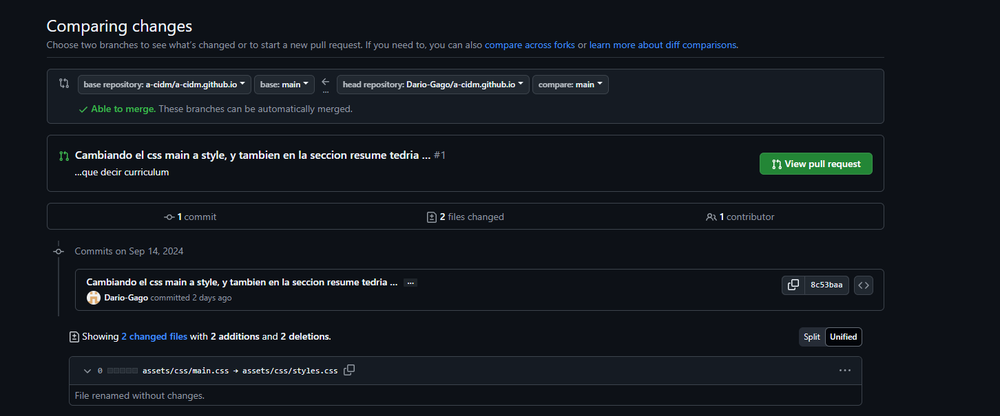 Comparing changes
Choose two branches to see what's changed or to start a new pull request. If you need to, you can also compare across forks or learn more about diff comparisons.
base repository: a-cidm/a-cidm.github.io base: main ... head repository: Dario-Gago/a-cidm.github.io compare: main
Able to merge. These branches can be automatically merged.
Cambiando el css main a style, y tambien en la seccion resume tedria ... #1
...que decir curriculum
View pull request
1 commit 2 files changed 1 contributor
Commits on Sep 14, 2024
Cambiando el css main a style, y tambien en la seccion resume tedria ... ...
8c53baa
Dario-Gago committed 2 days ago
Showing 2 changed files with 2 additions and 2 deletions.
Split Unified
0 assets/css/main.css → assets/css/styles.css
File renamed without changes.